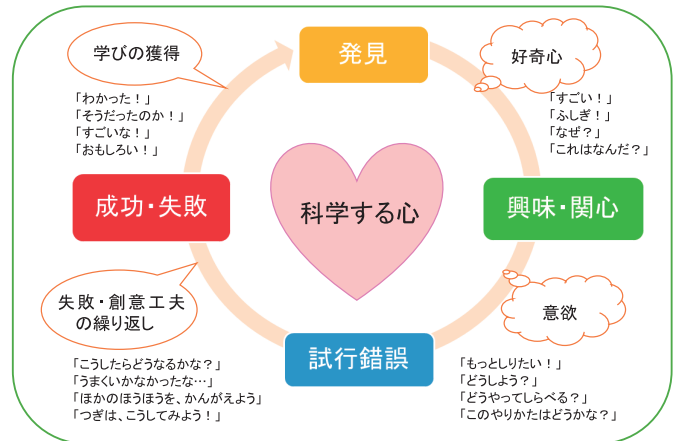 発見
好奇心
「すごい！」
「ふしぎ！」
「なぜ？」
「これはなんだ？」
興味・関心
意欲
「もっとしりたい！」
「どうしよう？」
「どうやってしらべる？」
「このやりかたはどうかな？」
試行錯誤
失敗・創意工夫
の繰り返し
「こうしたらどうなるかな？」
「うまくいかなかったな…」
「ほかのほうほうを、かんがえよう」
「つぎは、こうしてみよう！」
成功・失敗
学びの獲得
「わかった！」
「そうだったのか！」
「すごいな！」
「おもしろい！」
科学する心